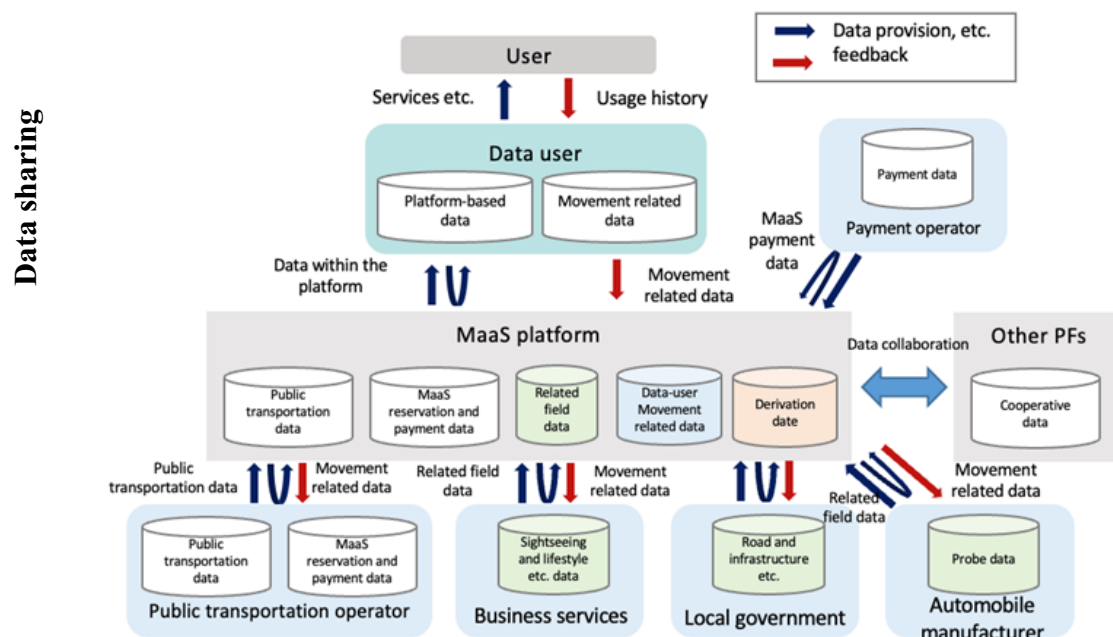 Data sharing
Data provision, etc.
feedback
User
Services etc.
Usage history
Data user
Platform-based
data
Movement related
data
Payment data
Payment operator
MaaS
payment
data
Data within the
platform
Movement
related data
MaaS platform
Other PFs
Data collaboration
Public
transportation
data
MaaS
reservation and
payment data
Related
field
data
Data-user
Movement
related data
Derivation
date
Cooperative
data
Public
transportation data
Movement
related data
Related field
data
Movement
related data
Related
field data
Movement
related data
Public
transportation
data
MaaS
reservation and
payment data
Public transportation operator
Sightseeing
and lifestyle
etc. data
Business services
Road and
infrastructure
etc.
Local government
Probe data
Automobile
manufacturer